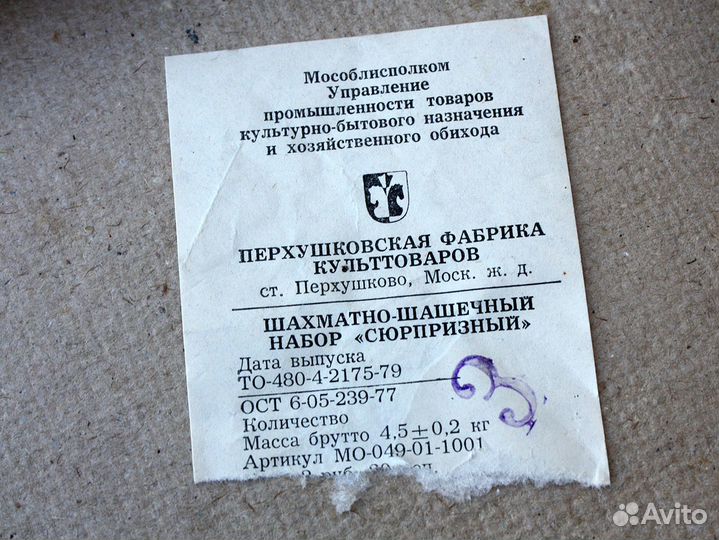 Мособлисполком
Управление
промышленности товаров
культурно-бытового назначения
и хозяйственного обихода
ПЕРХУШКОВСКАЯ ФАБРИКА
КУЛЬТТОВАРОВ
ст. Перхушково, Моск. ж. д.
ШАХМАТНО-ШАШЕЧНЫЙ
НАБОР «СЮРПРИЗНЫЙ»
Дата выпуска
ТО-480-4-2175-79
ОСТ 6-05-239-77
Количество
Масса брутто 4,5±0,2 кг
Артикул МО-049-01-1001
руб.
3
Avito